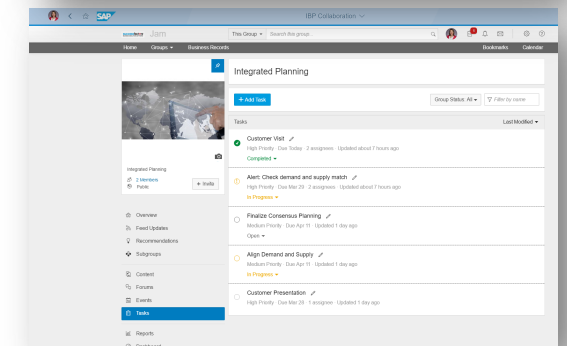 SAP
IBP Collaboration
Jam
This Group
Search this group
Home
Groups
Business Records
Bookmarks
Calendar
Integrated Planning
+ Add Task
Group Status: All
Filter by name
Tasks
Last Modified
Customer Visit
High Priority Due Today 2 assignees Updated about 7 hours ago
Completed
Alert: Check demand and supply match
High Priority Due Mar 29 2 assignees Updated about 7 hours ago
In Progress
Finalize Consensus Planning
Medium Priority Due Apr 11 Updated 1 day ago
Open
Align Demand and Supply
Medium Priority Due Apr 11 Updated 1 day ago
In Progress
Customer Presentation
High Priority Due Mar 28 1 assignee Updated 1 day ago
Integrated Planning
2 Members
Public
+ Invite
Overview
Feed Updates
Recommendations
Subgroups
Content
Forums
Events
Tasks
Reports
Dashboard